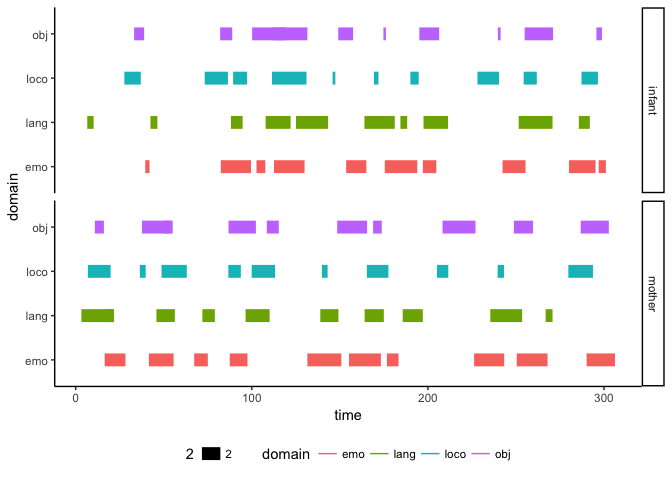 obj
loco
lang
emo
infant
domain
obj
loco
lang
emo
mother
0 100 200 300
time
2 2 domain emo lang loco obj